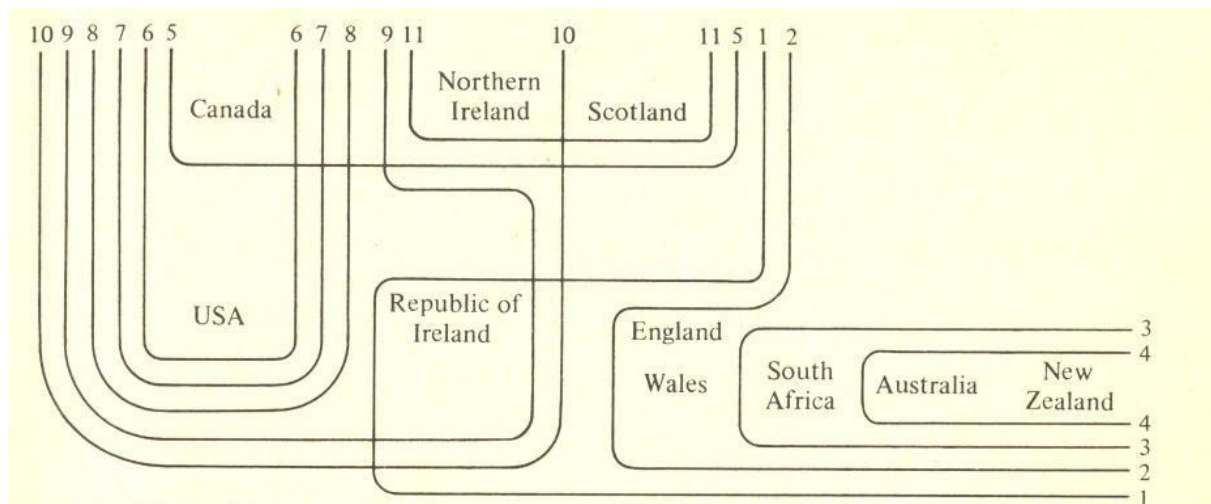 10 9 8 7 6 5 6 7 8 9 11 10 11 5 1 2
Northern
Ireland
Canada
Scotland
USA
Republic of
Ireland
England
Wales
South
Africa
Australia
New
Zealand
3
4
4
3
2
1